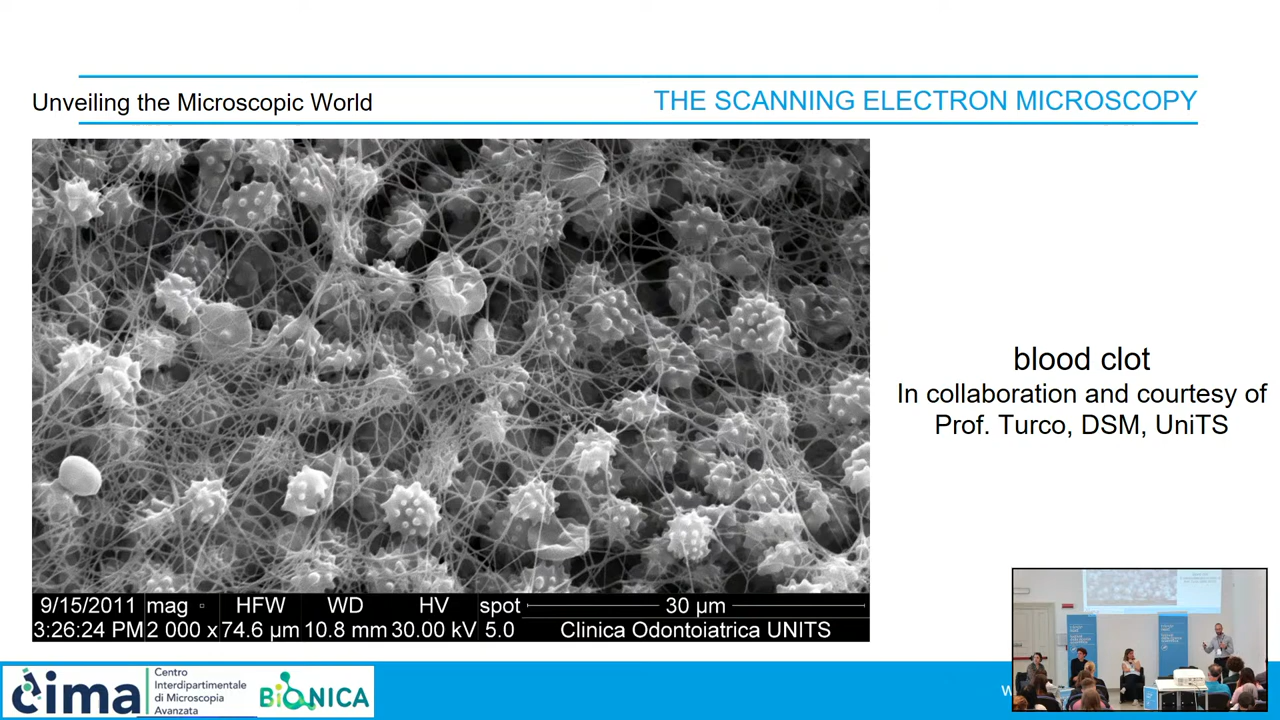 Unveiling the Microscopic World
THE SCANNING ELECTRON MICROSCOPY
blood clot
In collaboration and courtesy of
Prof. Turco, DSM, UniTS
9/15/2011 mag HFW WD HV spot 30 µm
3:26:24 PM 2 000 x 74.6 µm 10.8 mm 30.00 kV 5.0 Clinica Odontoiatrica UNITS
cima
Centro
Interdipartimentale
di Microscopia
Avanzata
BiONICA